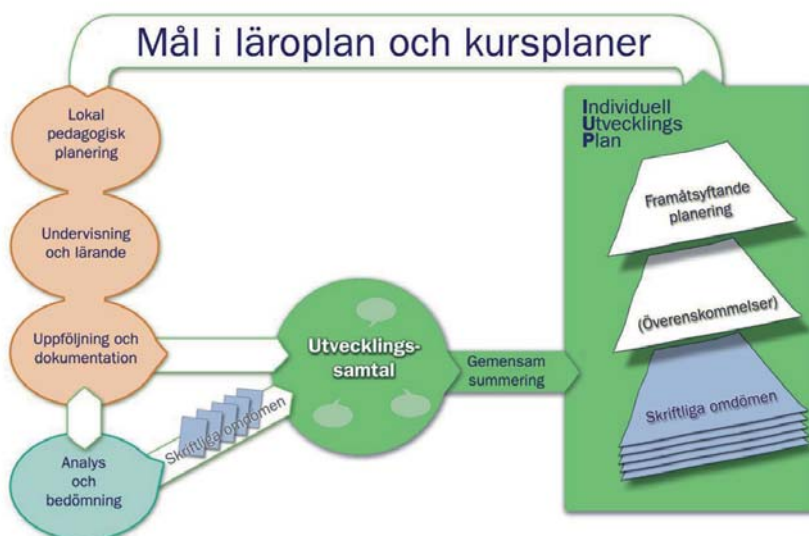 Mål i läroplan och kursplaner
Lokal
pedagogisk
planering
Undervisning
och lärande
Uppföljning och
dokumentation
Analys
och
bedömning
Skriftliga omdömen
Utvecklings-
samtal
Gemensam
summering
Individuell
Utvecklings
Plan
Framåtsyftande
planering
(Överenskommelser)
Skriftliga omdömen